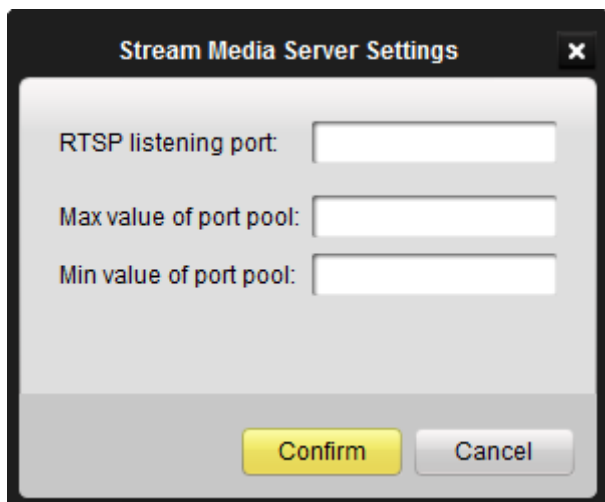 Stream Media Server Settings
RTSP listening port:
Max value of port pool:
Min value of port pool:
Confirm Cancel